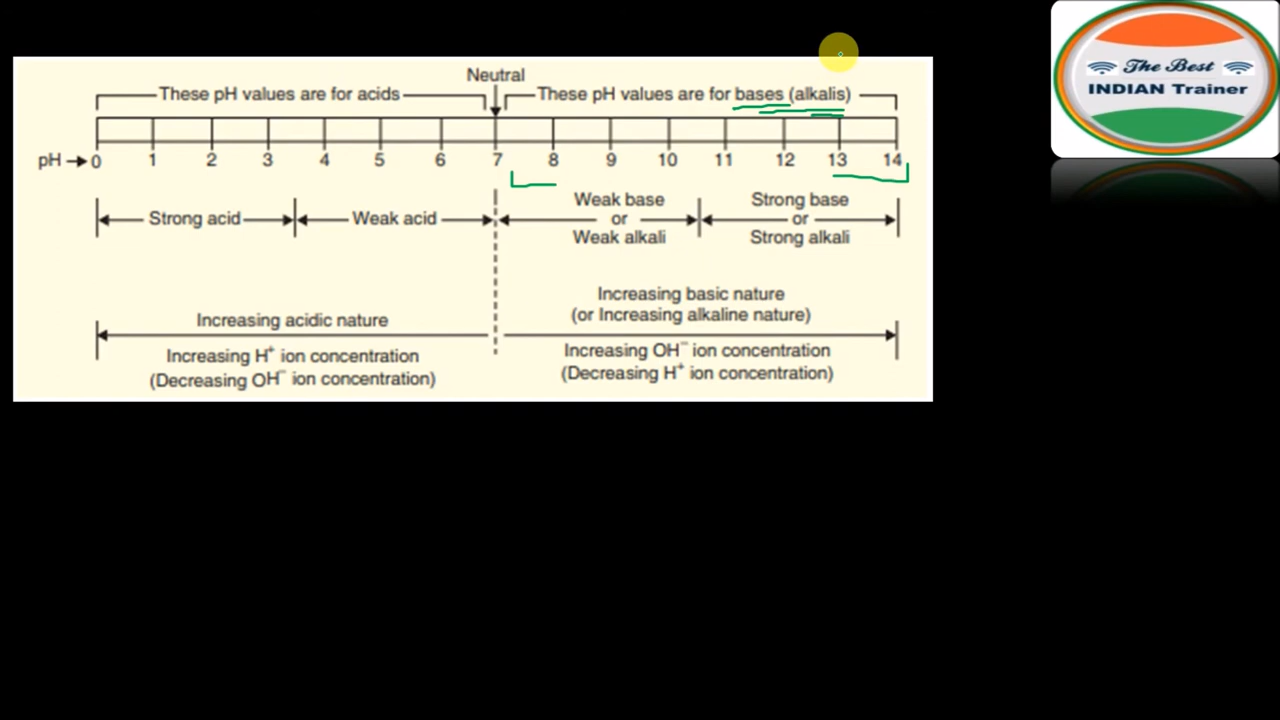 Neutral
These pH values are for acids These pH values are for bases (alkalis)
pH 0 1 2 3 4 5 6 7 8 9 10 11 12 13 14
Strong acid Weak acid
Weak base
or
Weak alkali
Strong base
or
Strong alkali
Increasing acidic nature
Increasing H⁺ ion concentration
(Decreasing OH⁻ ion concentration)
Increasing basic nature
(or Increasing alkaline nature)
Increasing OH⁻ ion concentration
(Decreasing H⁺ ion concentration)
The Best
INDIAN Trainer